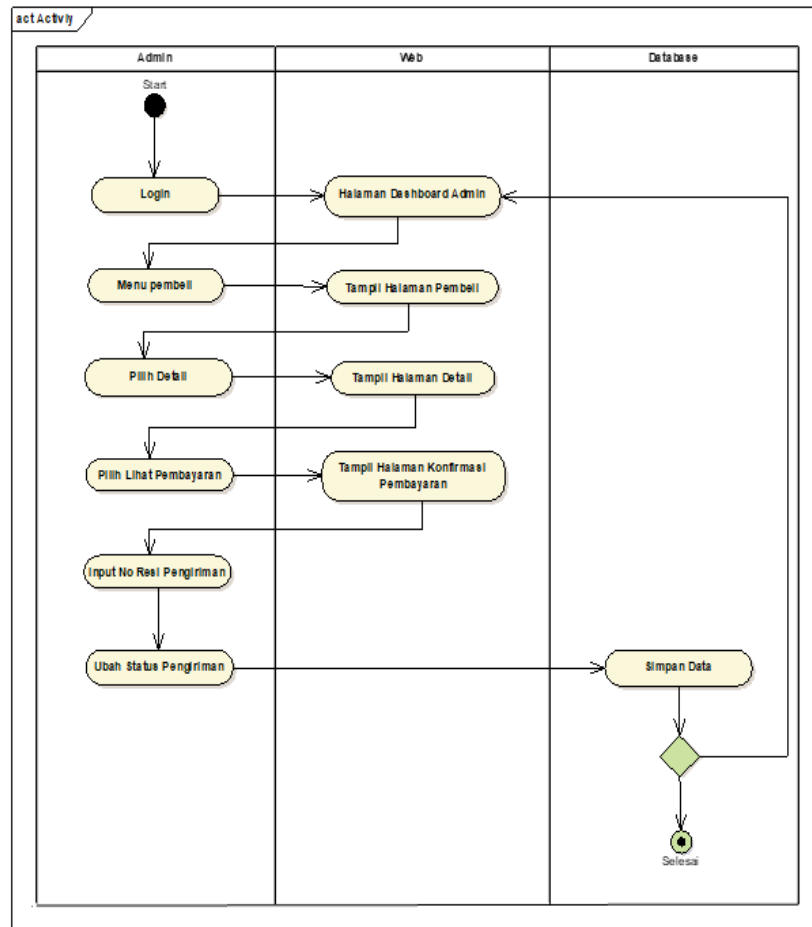 act Activiy
Admin
Web
Database
Start
Login
Halaman Dashboard Admin
Menu pembeli
Tampil Halaman Pembeli
Pilih Detail
Tampil Halaman Detail
Pilih Lihat Pembayaran
Tampil Halaman Konfirmasi
Pembayaran
Input No Resi Pengiriman
Ubah Status Pengiriman
Simpan Data
Selesai